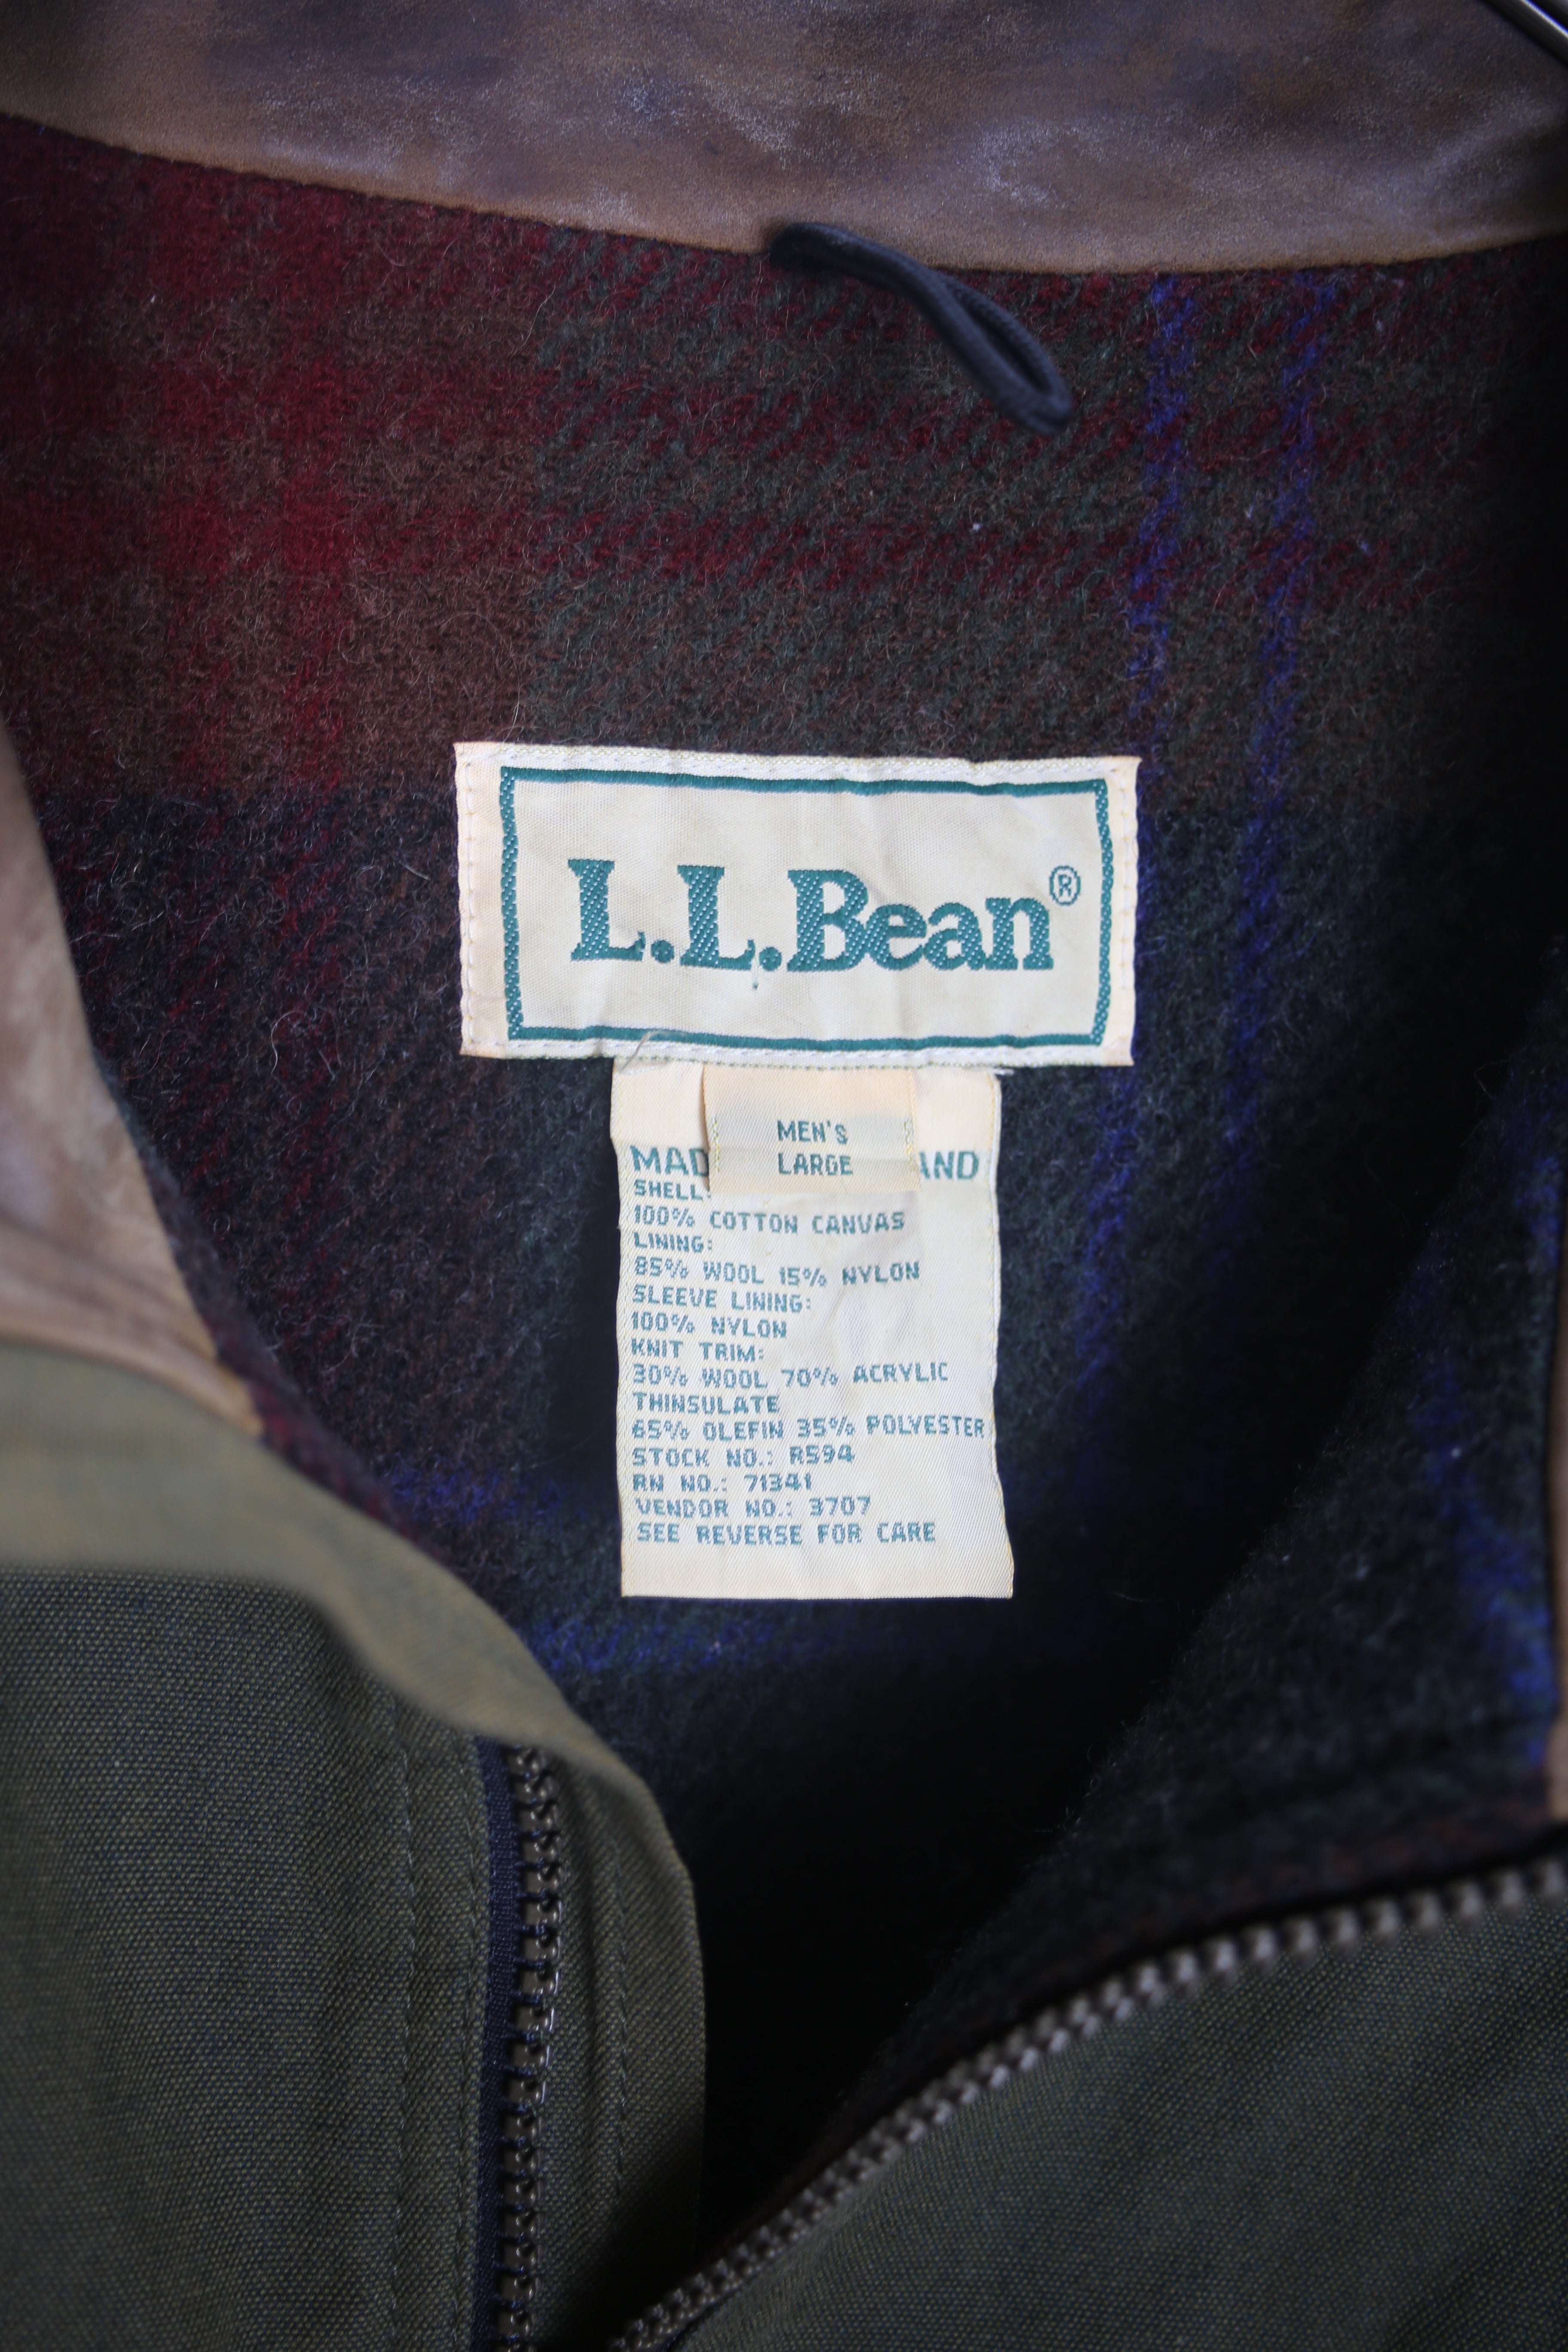 L.L.Bean®
MEN'S
LARGE
MAD AND
SHELL:
100% COTTON CANVAS
LINING:
85% WOOL 15% NYLON
SLEEVE LINING:
100% NYLON
KNIT TRIM:
30% WOOL 70% ACRYLIC
THINSULATE
65% OLEFIN 35% POLYESTER
STOCK NO.: R594
RN NO.: 71341
VENDOR NO.: 3707
SEE REVERSE FOR CARE